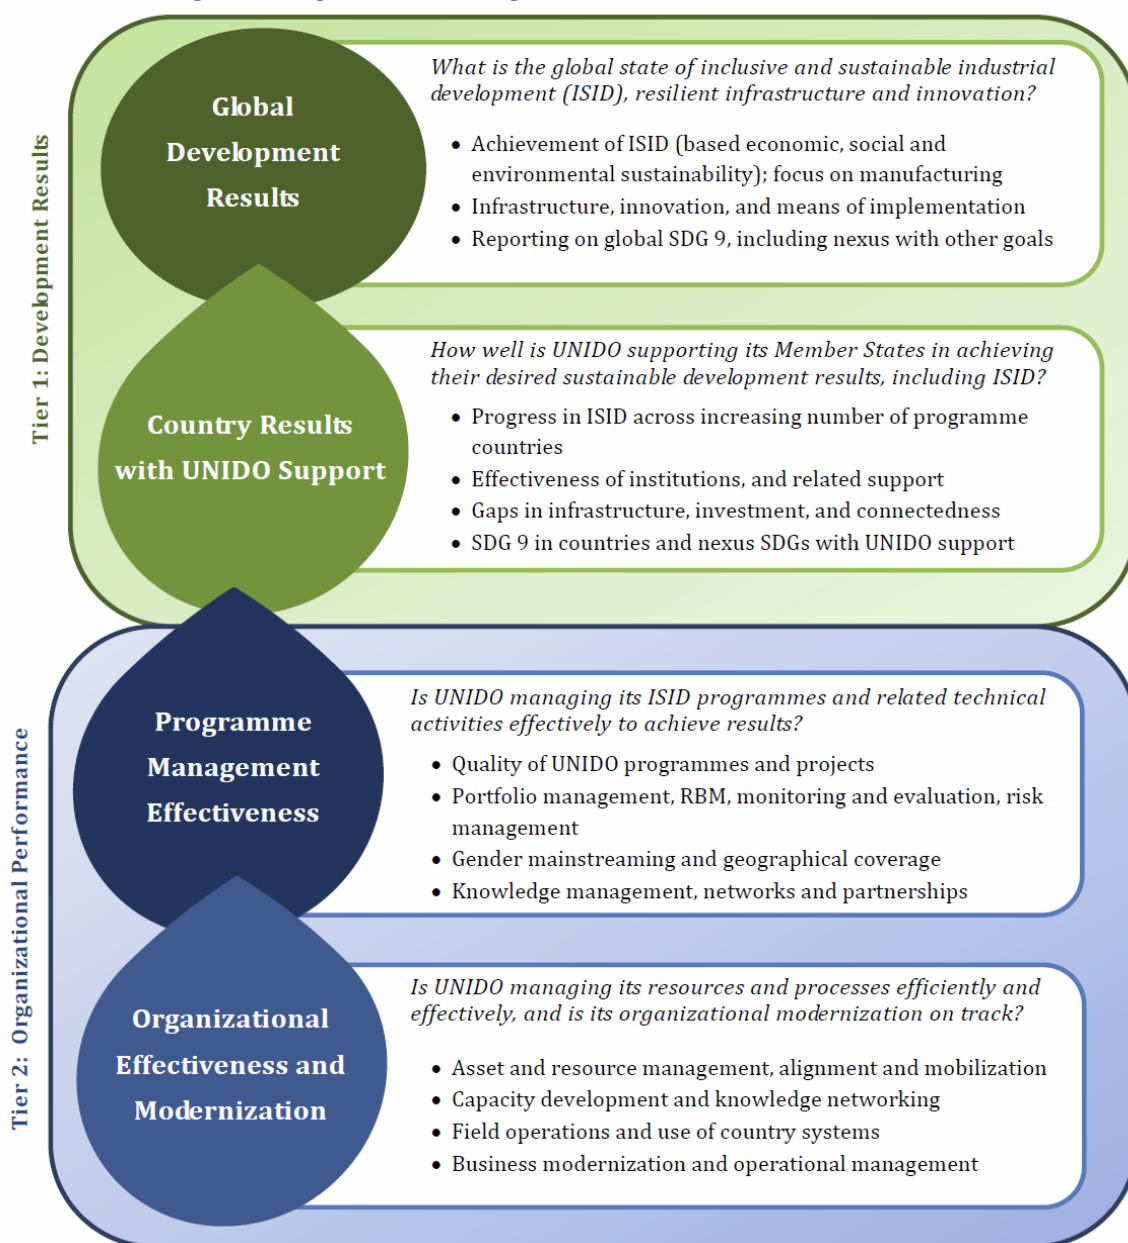 Tier 1: Development Results
Global
Development
Results
What is the global state of inclusive and sustainable industrial
development (ISID), resilient infrastructure and innovation?
• Achievement of ISID (based economic, social and
environmental sustainability); focus on manufacturing
• Infrastructure, innovation, and means of implementation
• Reporting on global SDG 9, including nexus with other goals
Country Results
with UNIDO Support
How well is UNIDO supporting its Member States in achieving
their desired sustainable development results, including ISID?
• Progress in ISID across increasing number of programme
countries
• Effectiveness of institutions, and related support
• Gaps in infrastructure, investment, and connectedness
• SDG 9 in countries and nexus SDGs with UNIDO support
Tier 2: Organizational Performance
Programme
Management
Effectiveness
Is UNIDO managing its ISID programmes and related technical
activities effectively to achieve results?
• Quality of UNIDO programmes and projects
• Portfolio management, RBM, monitoring and evaluation, risk
management
• Gender mainstreaming and geographical coverage
• Knowledge management, networks and partnerships
Organizational
Effectiveness and
Modernization
Is UNIDO managing its resources and processes efficiently and
effectively, and is its organizational modernization on track?
• Asset and resource management, alignment and mobilization
• Capacity development and knowledge networking
• Field operations and use of country systems
• Business modernization and operational management